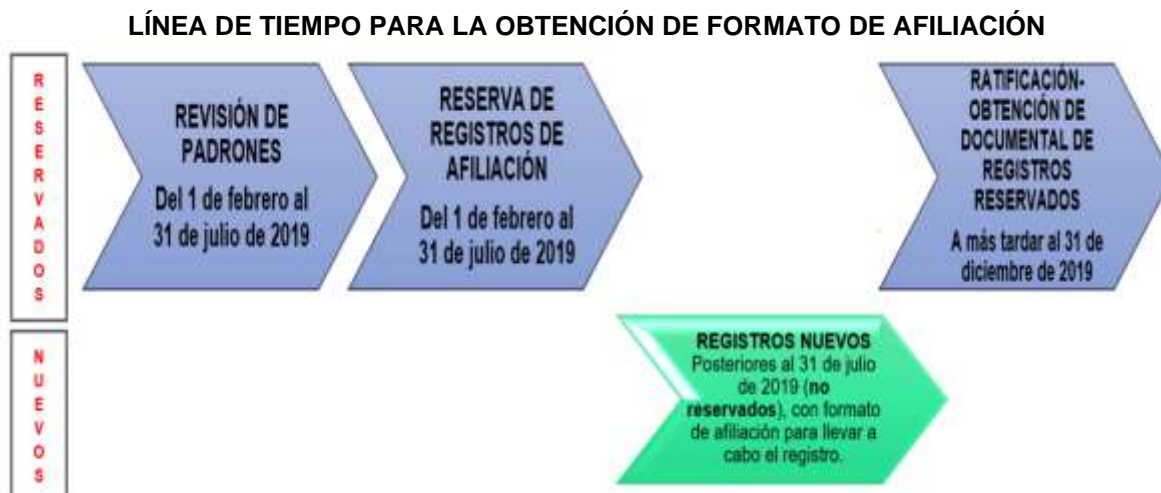 LÍNEA DE TIEMPO PARA LA OBTENCIÓN DE FORMATO DE AFILIACIÓN
RESERVADOS
REVISIÓN DE
PADRONES
Del 1 de febrero al
31 de julio de 2019
RESERVA DE
REGISTROS DE
AFILIACIÓN
Del 1 de febrero al
31 de julio de 2019
RATIFICACIÓN-
OBTENCIÓN DE
DOCUMENTAL DE
REGISTROS
RESERVADOS
A más tardar al 31 de
diciembre de 2019
NUEVOS
REGISTROS NUEVOS
Posteriores al 31 de julio
de 2019 (no
reservados), con formato
de afiliación para llevar a
cabo el registro.